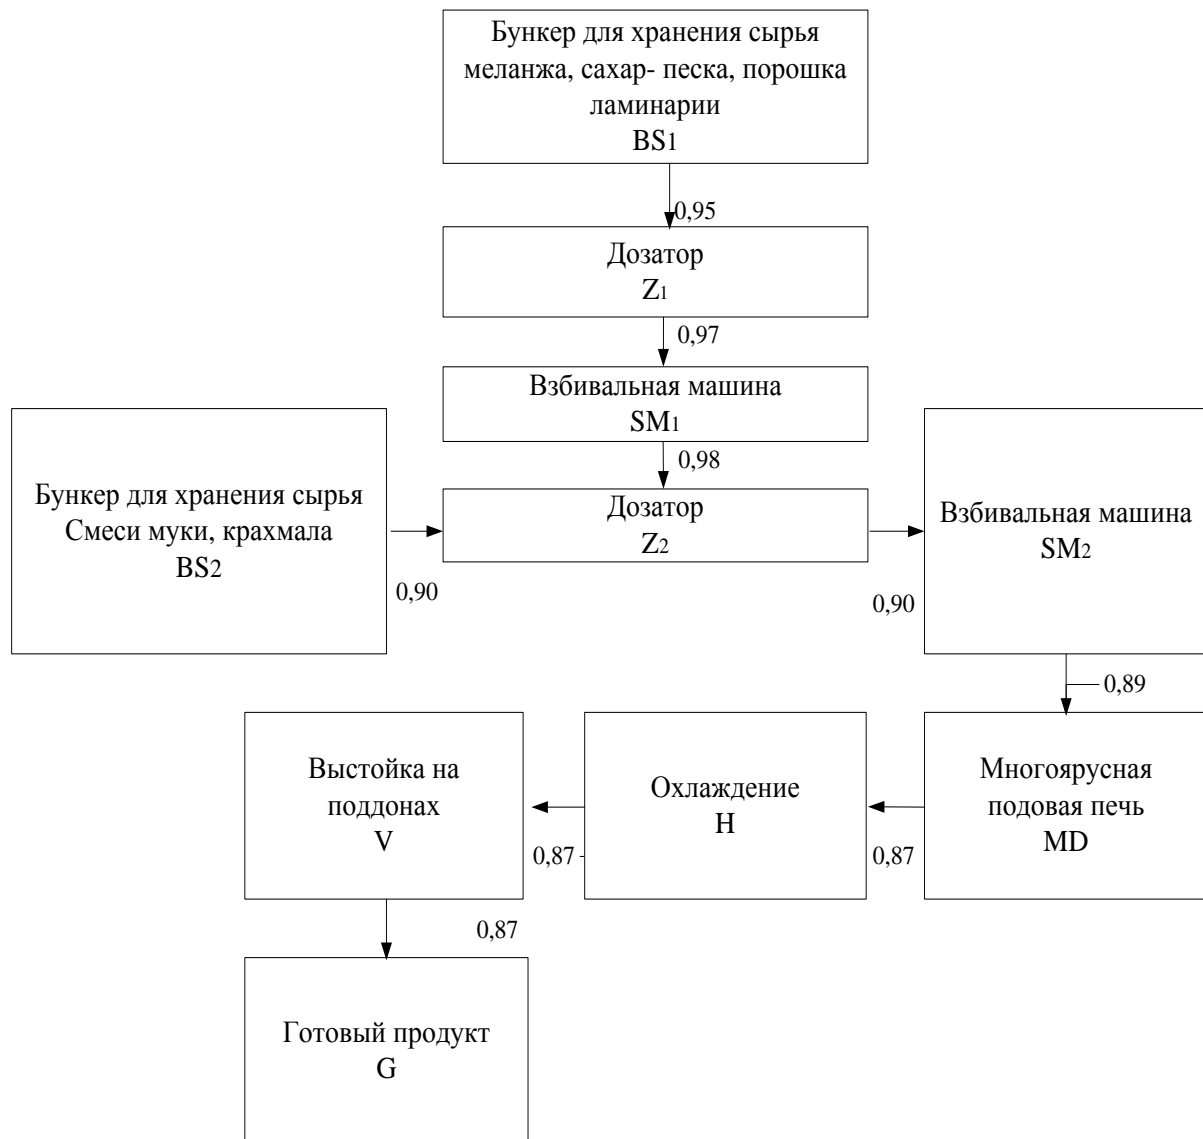 Бункер для хранения сырья
меланжа, сахар- песка, порошка
ламинарии
BS1
0,95
Дозатор
Z1
0,97
Взбивальная машина
SM1
0,98
Бункер для хранения сырья
Смеси муки, крахмала
BS2
0,90
Дозатор
Z2
0,90
Взбивальная машина
SM2
0,89
Многоярусная
подовая печь
MD
0,87
Охлаждение
H
0,87
Выстойка на
поддонах
V
0,87
Готовый продукт
G